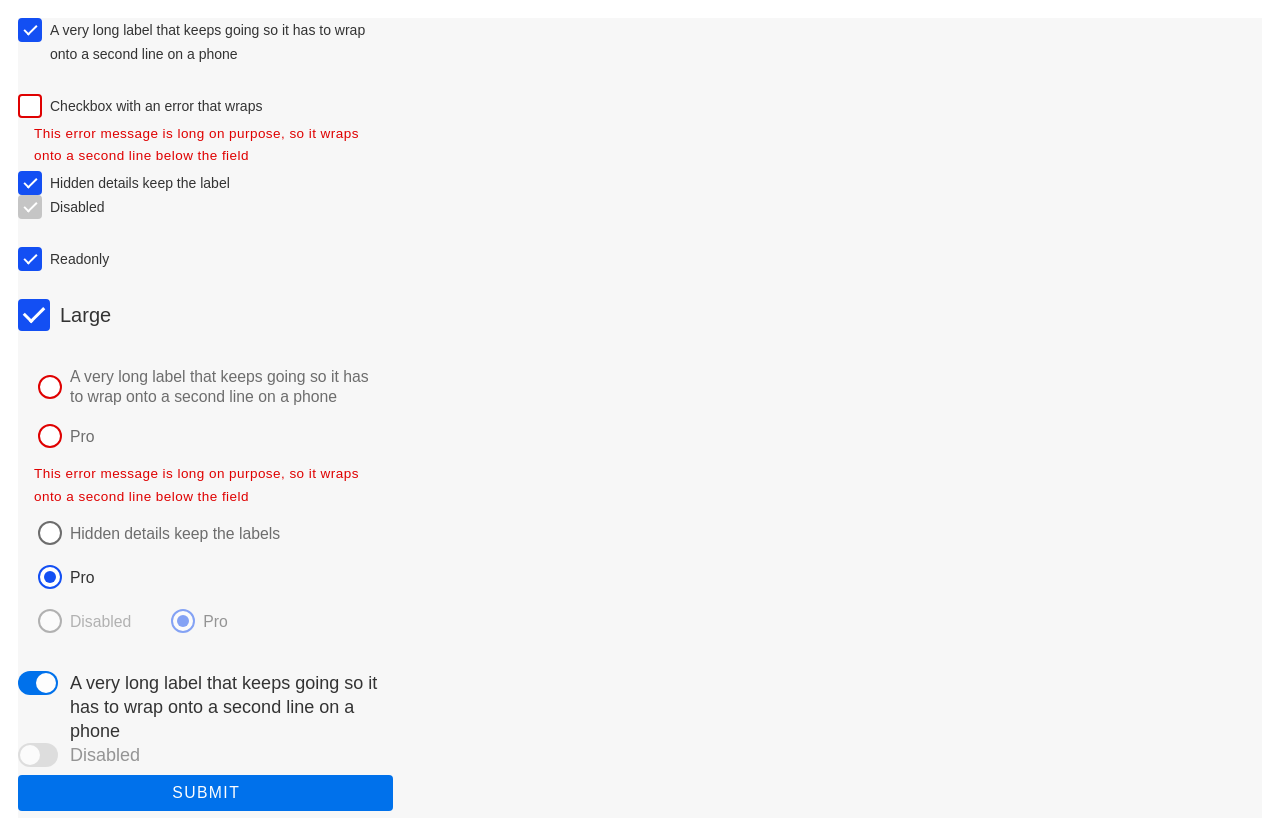 A very long label that keeps going so it has to wrap
onto a second line on a phone
Checkbox with an error that wraps
This error message is long on purpose, so it wraps
onto a second line below the field
Hidden details keep the label
Disabled
Readonly
Large
A very long label that keeps going so it has
to wrap onto a second line on a phone
Pro
This error message is long on purpose, so it wraps
onto a second line below the field
Hidden details keep the labels
Pro
Disabled Pro
A very long label that keeps going so it
has to wrap onto a second line on a
phone
Disabled
SUBMIT